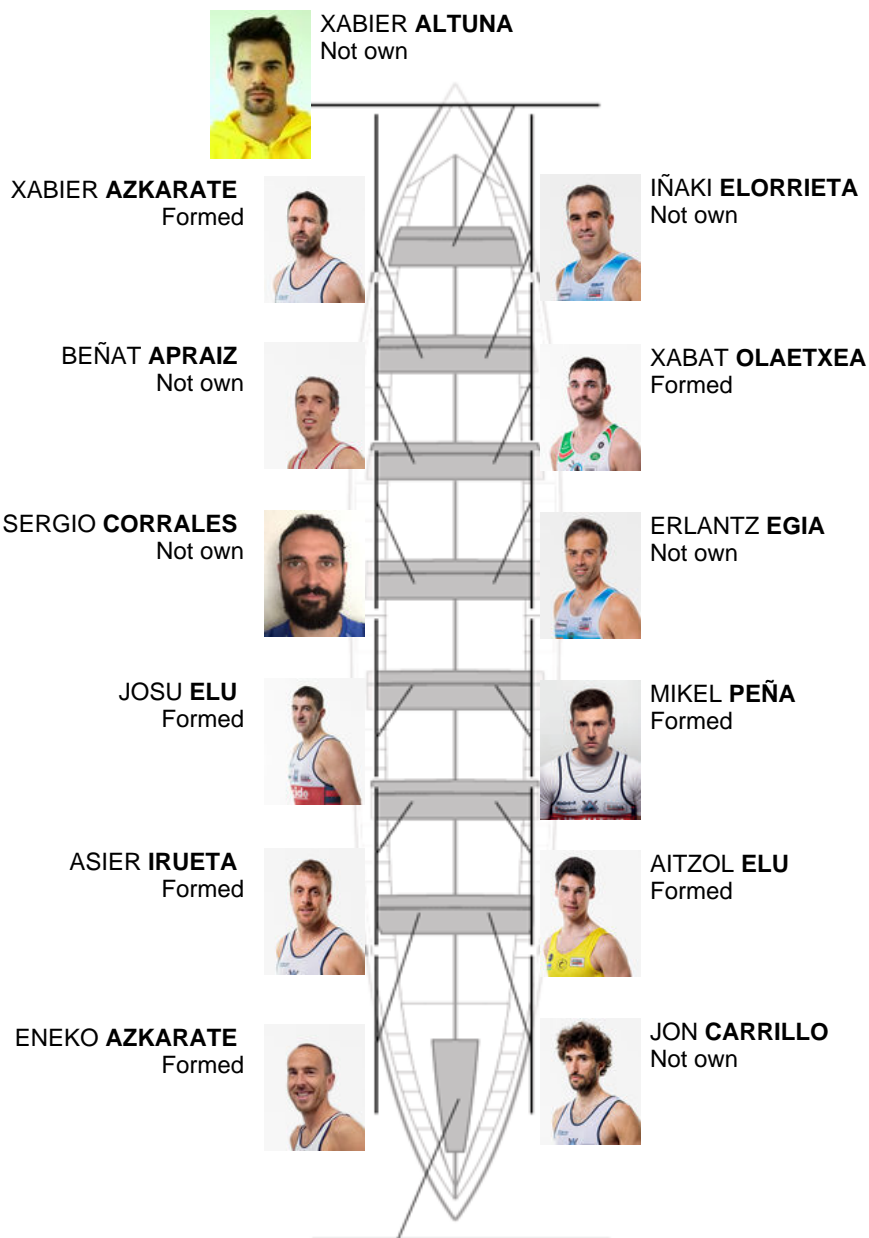 XABIER ALTUNA
Not own
XABIER AZKARATE
Formed
IÑAKI ELORRIETA
Not own
BEÑAT APRAIZ
Not own
XABAT OLAETXEA
Formed
SERGIO CORRALES
Not own
ERLANTZ EGIA
Not own
JOSU ELU
Formed
MIKEL PEÑA
Formed
ASIER IRUETA
Formed
AITZOL ELU
Formed
ENEKO AZKARATE
Formed
JON CARRILLO
Not own